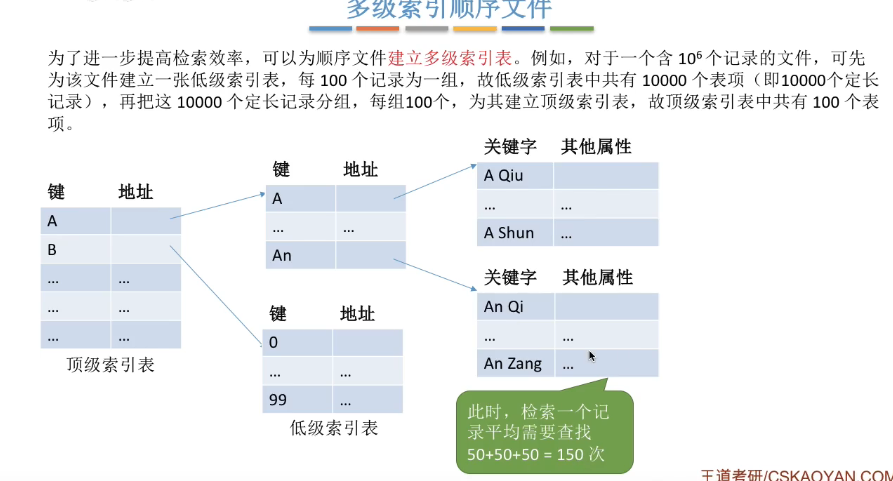 多级索引顺序文件
为了进一步提高检索效率，可以为顺序文件建立多级索引表。例如，对于一个含 10⁶ 个记录的文件，可先
为该文件建立一张低级索引表，每 100 个记录为一组，故低级索引表中共有 10000 个表项（即10000个定长
记录），再把这 10000 个定长记录分组，每组100个，为其建立顶级索引表，故顶级索引表中共有 100 个表
项。
键 地址
A
B
... ...
... ...
... ...
顶级索引表
键 地址
A
... ...
An
键 地址
0
... ...
99 ...
低级索引表
关键字 其他属性
A Qiu
... ...
A Shun ...
关键字 其他属性
An Qi
... ...
An Zang ...
此时，检索一个记
录平均需要查找
50+50+50 = 150 次
王道考研/CSKAOYAN.COM